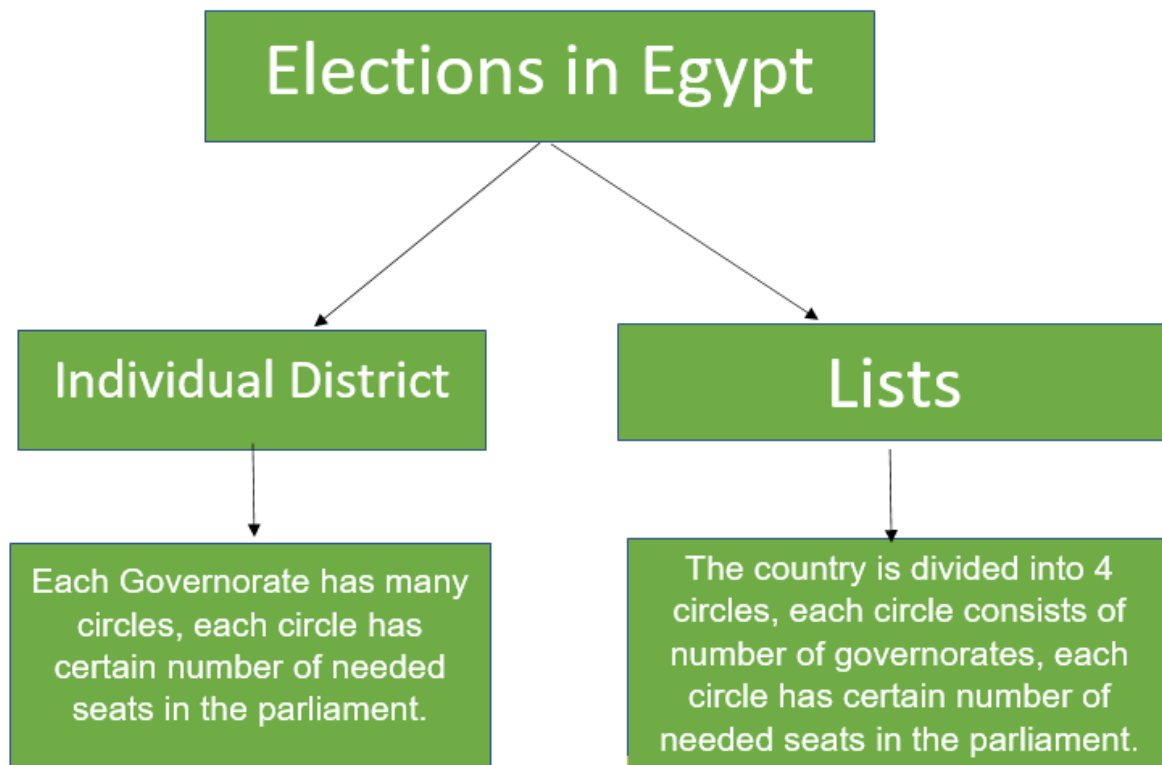 Elections in Egypt
Individual District
Lists
Each Governorate has many
circles, each circle has
certain number of needed
seats in the parliament.
The country is divided into 4
circles, each circle consists of
number of governorates, each
circle has certain number of
needed seats in the parliament.